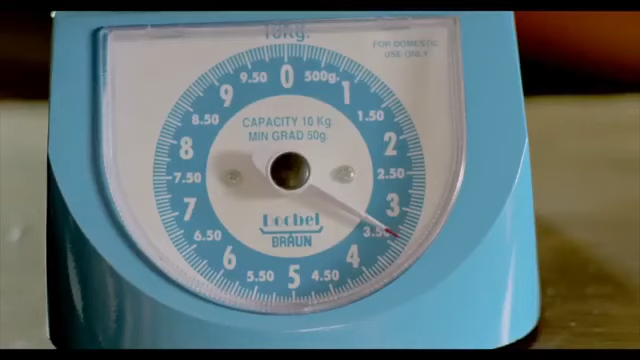 10Kg.
FOR DOMESTIC
USE ONLY
0
500g.
1
1.50
2
2.50
3
3.50
4
4.50
5
5.50
6
6.50
7
7.50
8
8.50
9
9.50
CAPACITY 10 Kg
MIN GRAD 50g.
Docbel
BRAUN